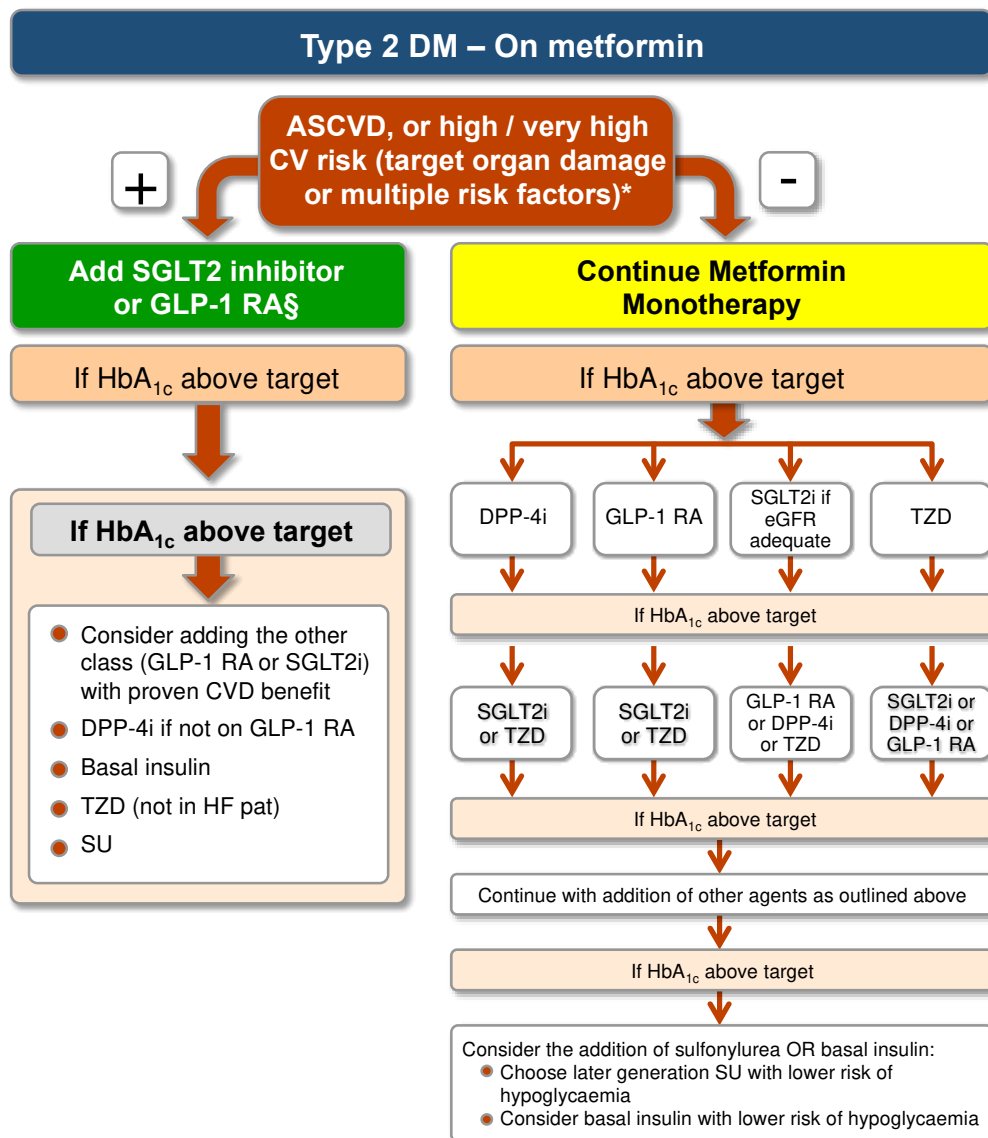 Type 2 DM – On metformin
ASCVD, or high / very high
CV risk (target organ damage
or multiple risk factors)*
+
-
Add SGLT2 inhibitor
or GLP-1 RA§
If HbA1c above target
If HbA1c above target
Consider adding the other
class (GLP-1 RA or SGLT2i)
with proven CVD benefit
DPP-4i if not on GLP-1 RA
Basal insulin
TZD (not in HF pat)
SU
Continue Metformin
Monotherapy
If HbA1c above target
DPP-4i
GLP-1 RA
SGLT2i if
eGFR
adequate
TZD
If HbA1c above target
SGLT2i
or TZD
SGLT2i
or TZD
GLP-1 RA
or DPP-4i
or TZD
SGLT2i or
DPP-4i or
GLP-1 RA
If HbA1c above target
Continue with addition of other agents as outlined above
If HbA1c above target
Consider the addition of sulfonylurea OR basal insulin:
Choose later generation SU with lower risk of
hypoglycaemia
Consider basal insulin with lower risk of hypoglycaemia